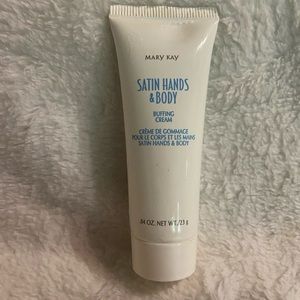 MARY KAY
SATIN HANDS
& BODY
BUFFING
CREAM
CRÈME DE GOMMAGE
POUR LE CORPS ET LES MAINS
SATIN HANDS & BODY
.84 OZ. NET WT./23 g